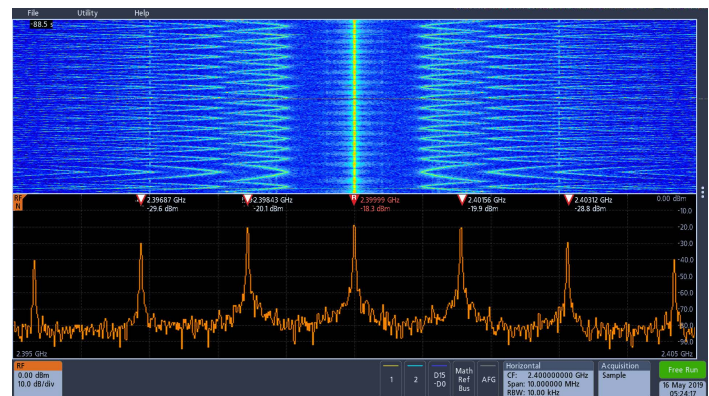 File Utility Help
-88.5 s
RF
N
2.39687 GHz
-29.6 dBm
2.39843 GHz
-20.1 dBm
R
2.39999 GHz
-18.3 dBm
2.40156 GHz
-19.9 dBm
2.40312 GHz
-28.8 dBm
0.00 dBm
-10.0
-20.0
-30.0
-40.0
-50.0
-60.0
-70.0
-80.0
-90.0
2.395 GHz
2.405 GHz
RF
0.00 dBm
10.0 dB/div
1
2
D15
-D0
Math
Ref
Bus
AFG
Horizontal
CF: 2.400000000 GHz
Span: 10.000000 MHz
RBW: 10.00 kHz
Acquisition
Sample
Free Run
16 May 2019
05:24:17